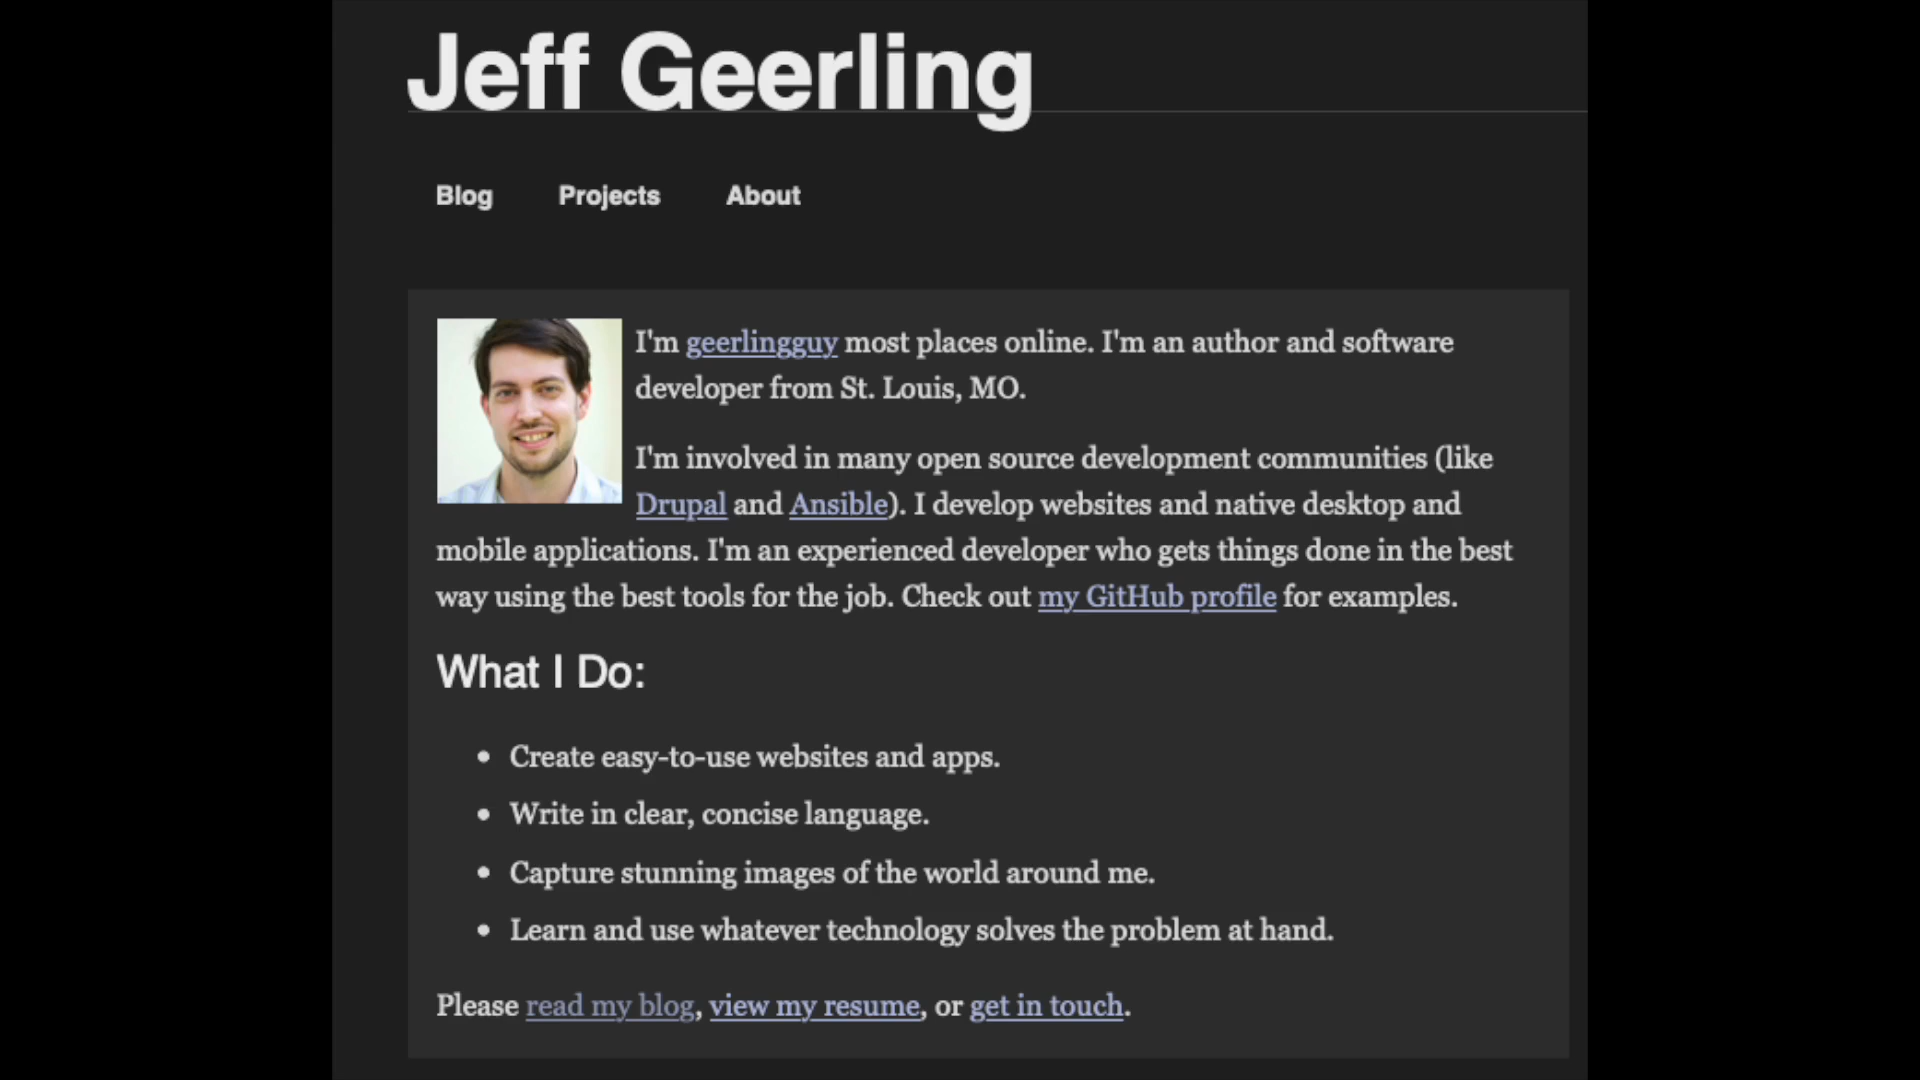 Jeff Geerling
Blog Projects About
I'm geerlingguy most places online. I'm an author and software
developer from St. Louis, MO.
I'm involved in many open source development communities (like
Drupal and Ansible). I develop websites and native desktop and
mobile applications. I'm an experienced developer who gets things done in the best
way using the best tools for the job. Check out my GitHub profile for examples.
What I Do:
• Create easy-to-use websites and apps.
• Write in clear, concise language.
• Capture stunning images of the world around me.
• Learn and use whatever technology solves the problem at hand.
Please read my blog, view my resume, or get in touch.